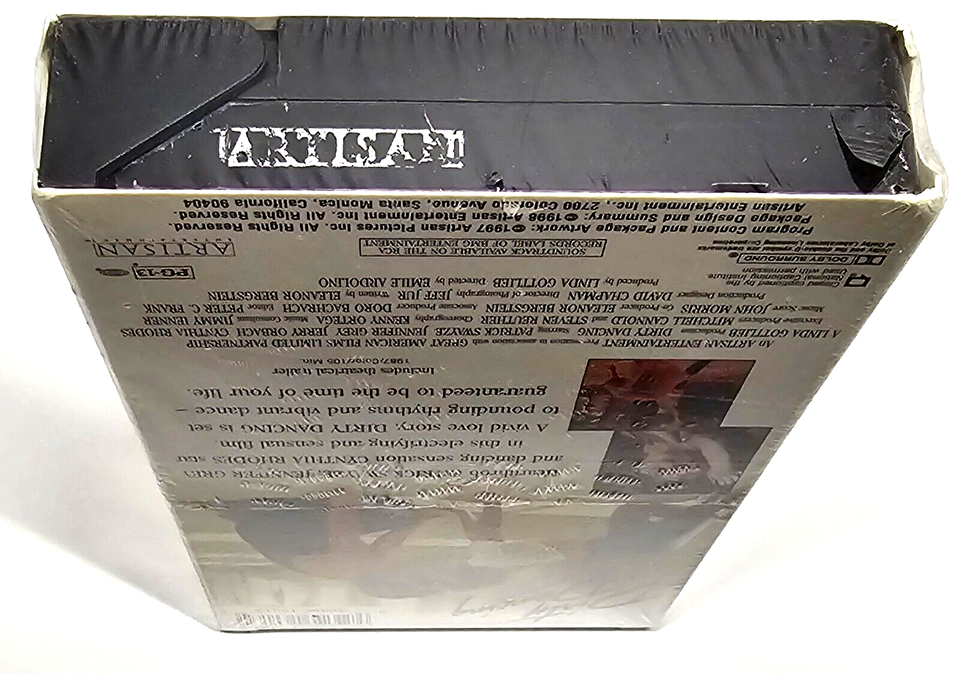 Dirty Dancing
Heartthrob PATRICK SWAYZE, JENNIFER GREY
and dancing sensation CYNTHIA RHODES star
in this electrifying and sensual film.
A vivid love story, DIRTY DANCING is set
to pounding rhythms and vibrant dance –
guaranteed to be the time of your life.
Includes theatrical trailer
1987/Color/105 Min.
AN ARTISAN ENTERTAINMENT Presentation in association with GREAT AMERICAN FILMS LIMITED PARTNERSHIP
A LINDA GOTTLIEB Production DIRTY DANCING Starring PATRICK SWAYZE JENNIFER GREY JERRY ORBACH CYNTHIA RHODES
Executive Producers MITCHELL CANNOLD and STEVEN REUTHER Choreography KENNY ORTEGA Music Consultant JIMMY IENNER
Music Score JOHN MORRIS Co Producer ELEANOR BERGSTEIN Associate Producer DORO BACHRACH Editor PETER C. FRANK
Production Designer DAVID CHAPMAN Director of Photography JEFF JUR Written by ELEANOR BERGSTEIN
Produced by LINDA GOTTLIEB Directed by EMILE ARDOLINO
Closed Captioned by the
National Captioning Institute
Used with permission
PG-13
DOLBY SURROUND
SOUNDTRACK AVAILABLE ON THE RCA
RECORDS LABEL OF BMG ENTERTAINMENT
ARTISAN
Program Content and Package Artwork: ©1997 Artisan Pictures Inc. All Rights Reserved.
Package Design and Summary: ©1998 Artisan Entertainment Inc. All Rights Reserved.
Artisan Entertainment Inc., 2700 Colorado Avenue, Santa Monica, California 90404
ARTISAN